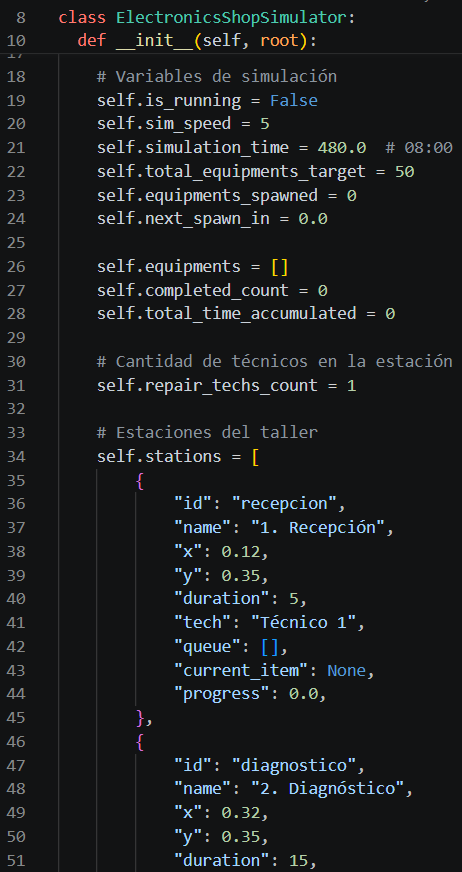 8 class ElectronicsShopSimulator:
10 def __init__(self, root):
18 # Variables de simulación
19 self.is_running = False
20 self.sim_speed = 5
21 self.simulation_time = 480.0  # 08:00
22 self.total_equipments_target = 50
23 self.equipments_spawned = 0
24 self.next_spawn_in = 0.0
25
26 self.equipments = []
27 self.completed_count = 0
28 self.total_time_accumulated = 0
29
30 # Cantidad de técnicos en la estación
31 self.repair_techs_count = 1
32
33 # Estaciones del taller
34 self.stations = [
35 {
36 "id": "recepcion",
37 "name": "1. Recepción",
38 "x": 0.12,
39 "y": 0.35,
40 "duration": 5,
41 "tech": "Técnico 1",
42 "queue": [],
43 "current_item": None,
44 "progress": 0.0,
45 },
46 {
47 "id": "diagnostico",
48 "name": "2. Diagnóstico",
49 "x": 0.32,
50 "y": 0.35,
51 "duration": 15,